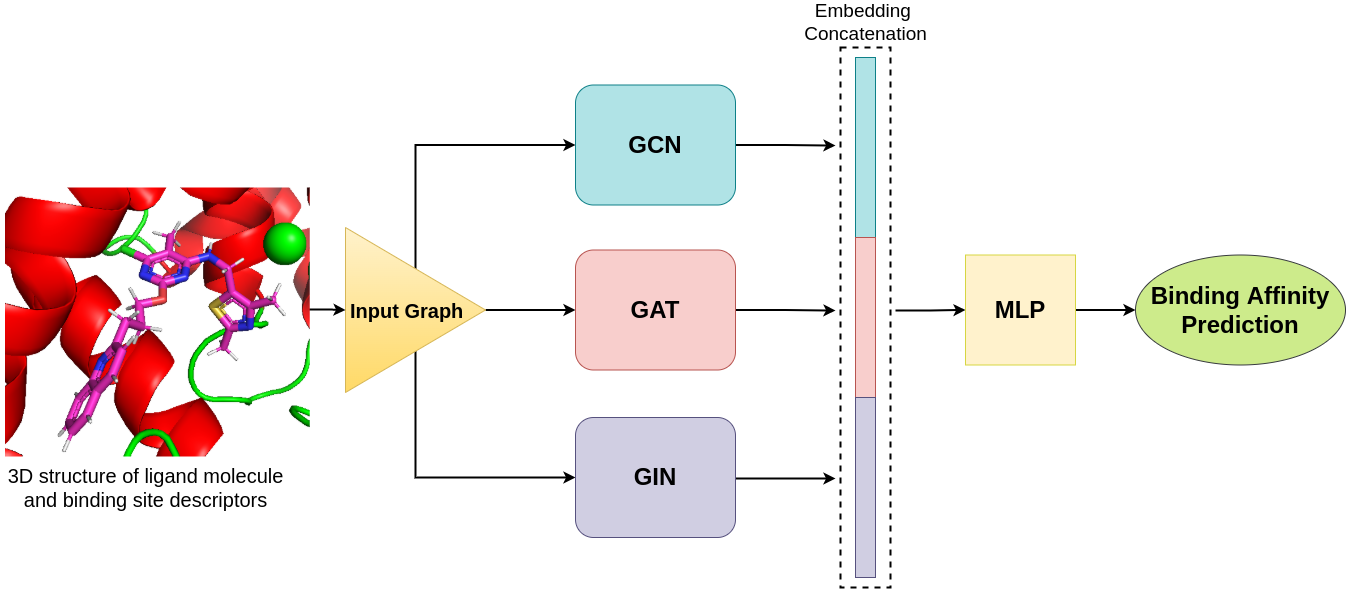 Embedding
Concatenation
GCN
Input Graph
GAT
MLP
Binding Affinity
Prediction
GIN
3D structure of ligand molecule
and binding site descriptors